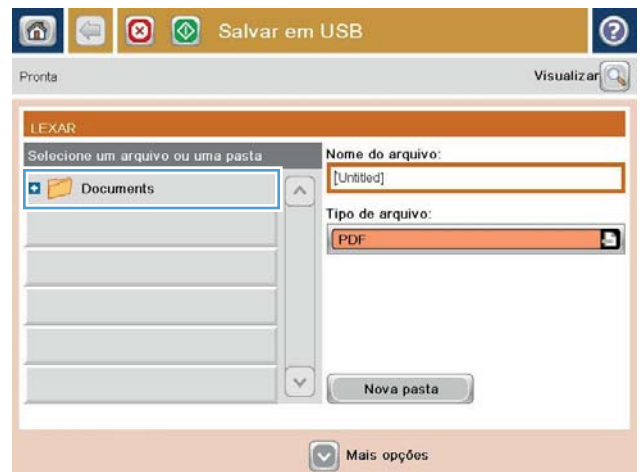 Salvar em USB
Pronta
Visualizar
LEXAR
Selecione um arquivo ou uma pasta
Documents
Nome do arquivo:
[Untitled]
Tipo de arquivo:
PDF
Nova pasta
Mais opções